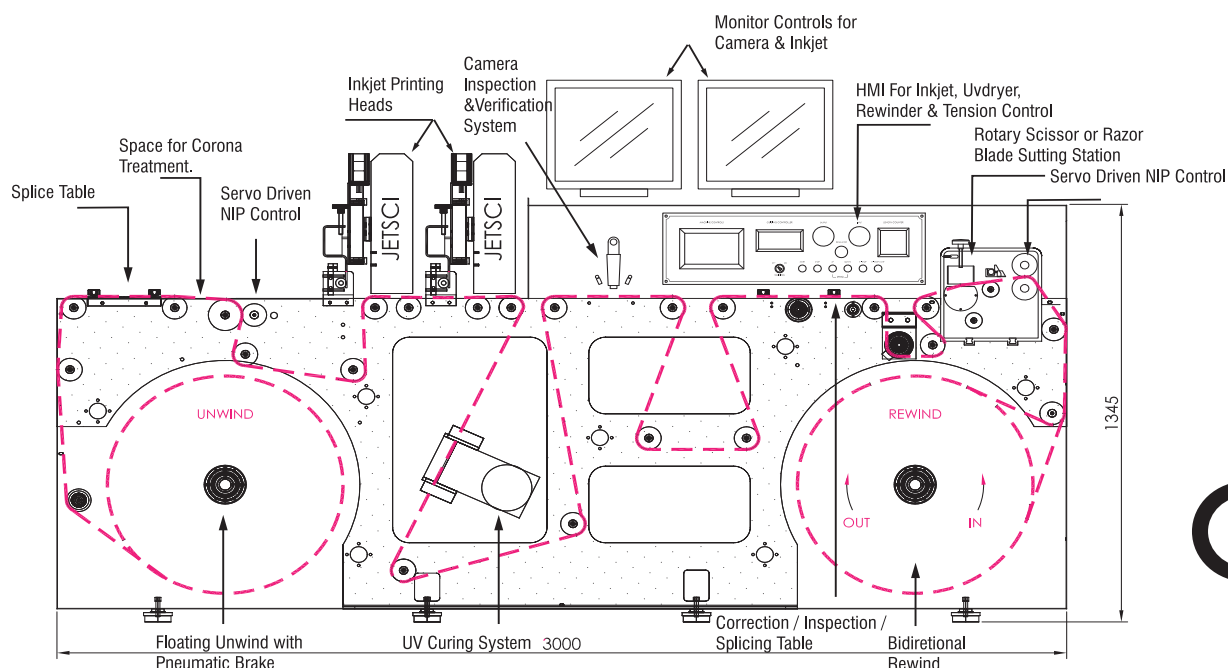 Monitor Controls for
Camera & Inkjet
Camera
Inspection
&Verification
System
Inkjet Printing
Heads
HMI For Inkjet, Uvdryer,
Rewinder & Tension Control
Space for Corona
Treatment.
Rotary Scissor or Razor
Blade Sutting Station
Servo Driven NIP Control
Splice Table
Servo Driven
NIP Control
JETSCI
JETSCI
UNWIND
REWIND
OUT
IN
1345
Floating Unwind with
Pneumatic Brake
UV Curing System
3000
Correction / Inspection /
Splicing Table
Bidiretional
Rewind